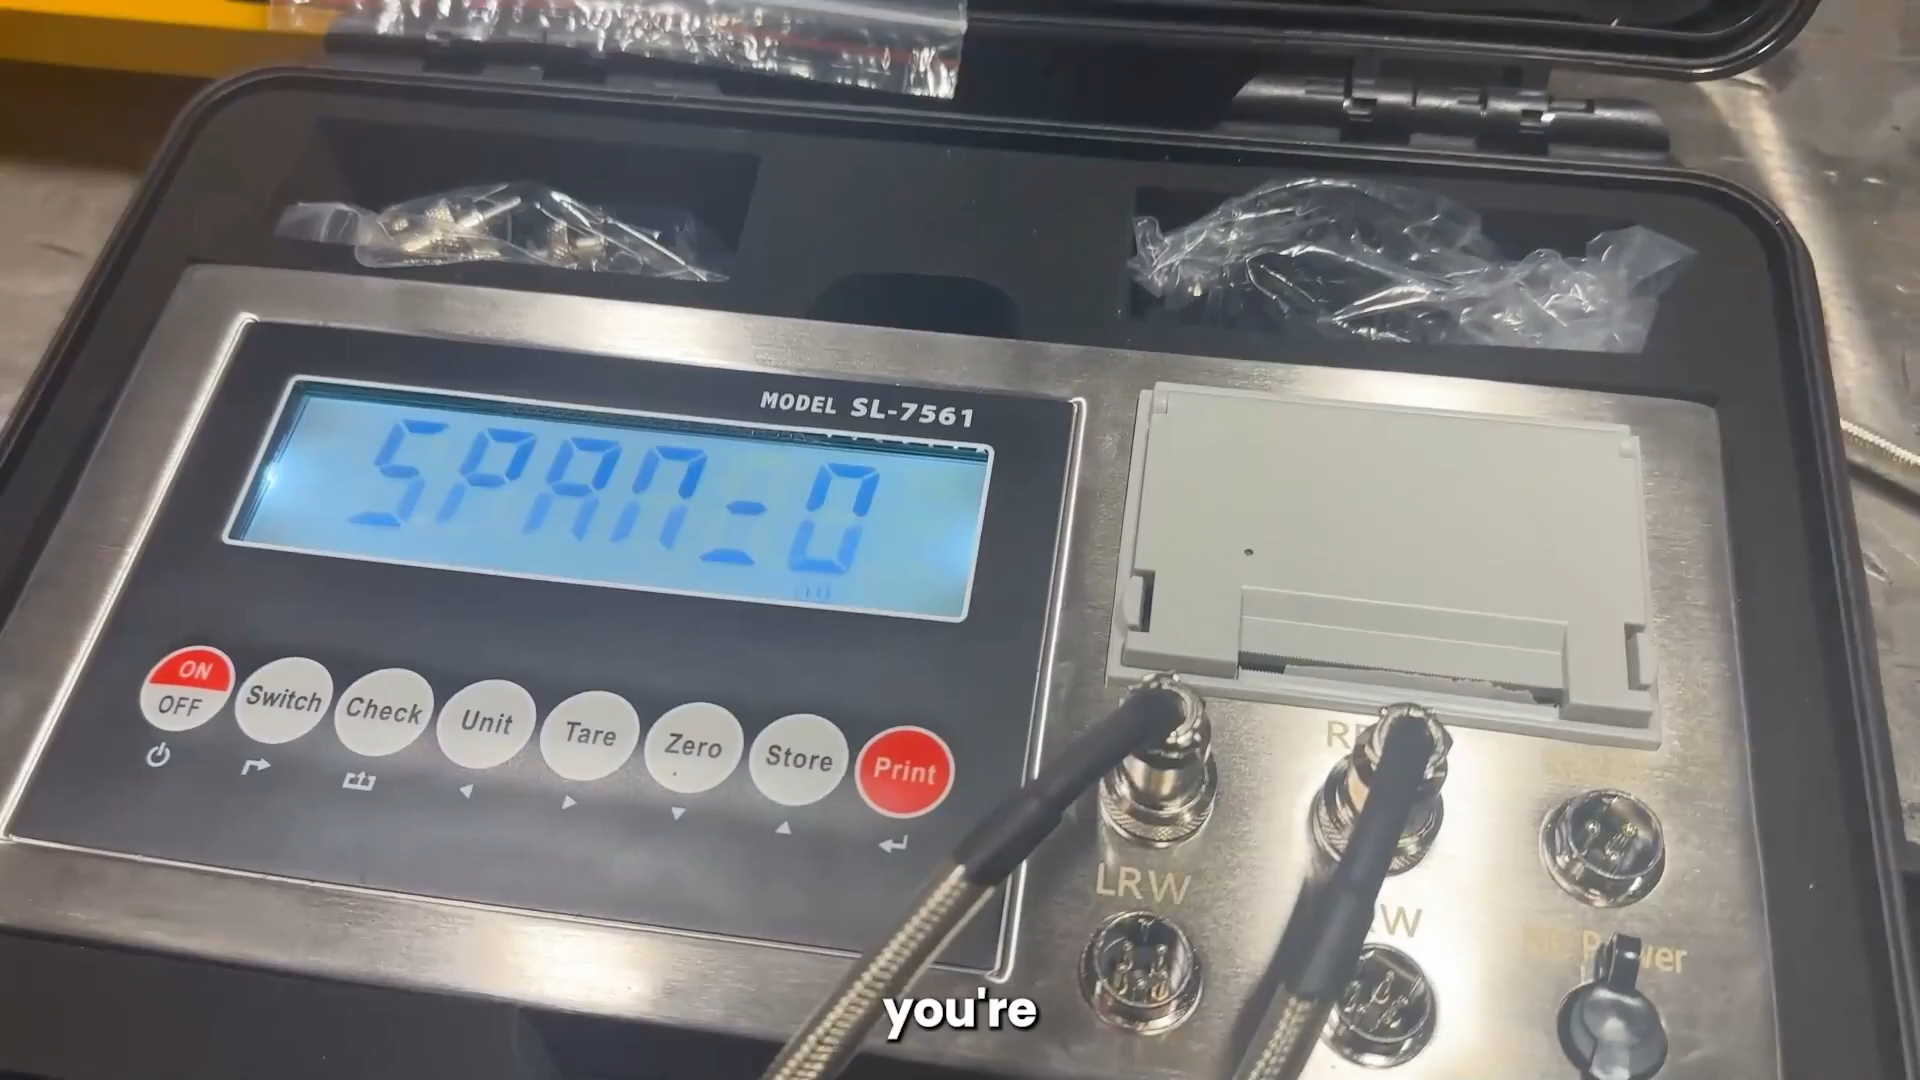 MODEL SL-7561
SPAN=0
ON
OFF
Switch
Check
Unit
Tare
Zero
Store
Print
LRW
you're